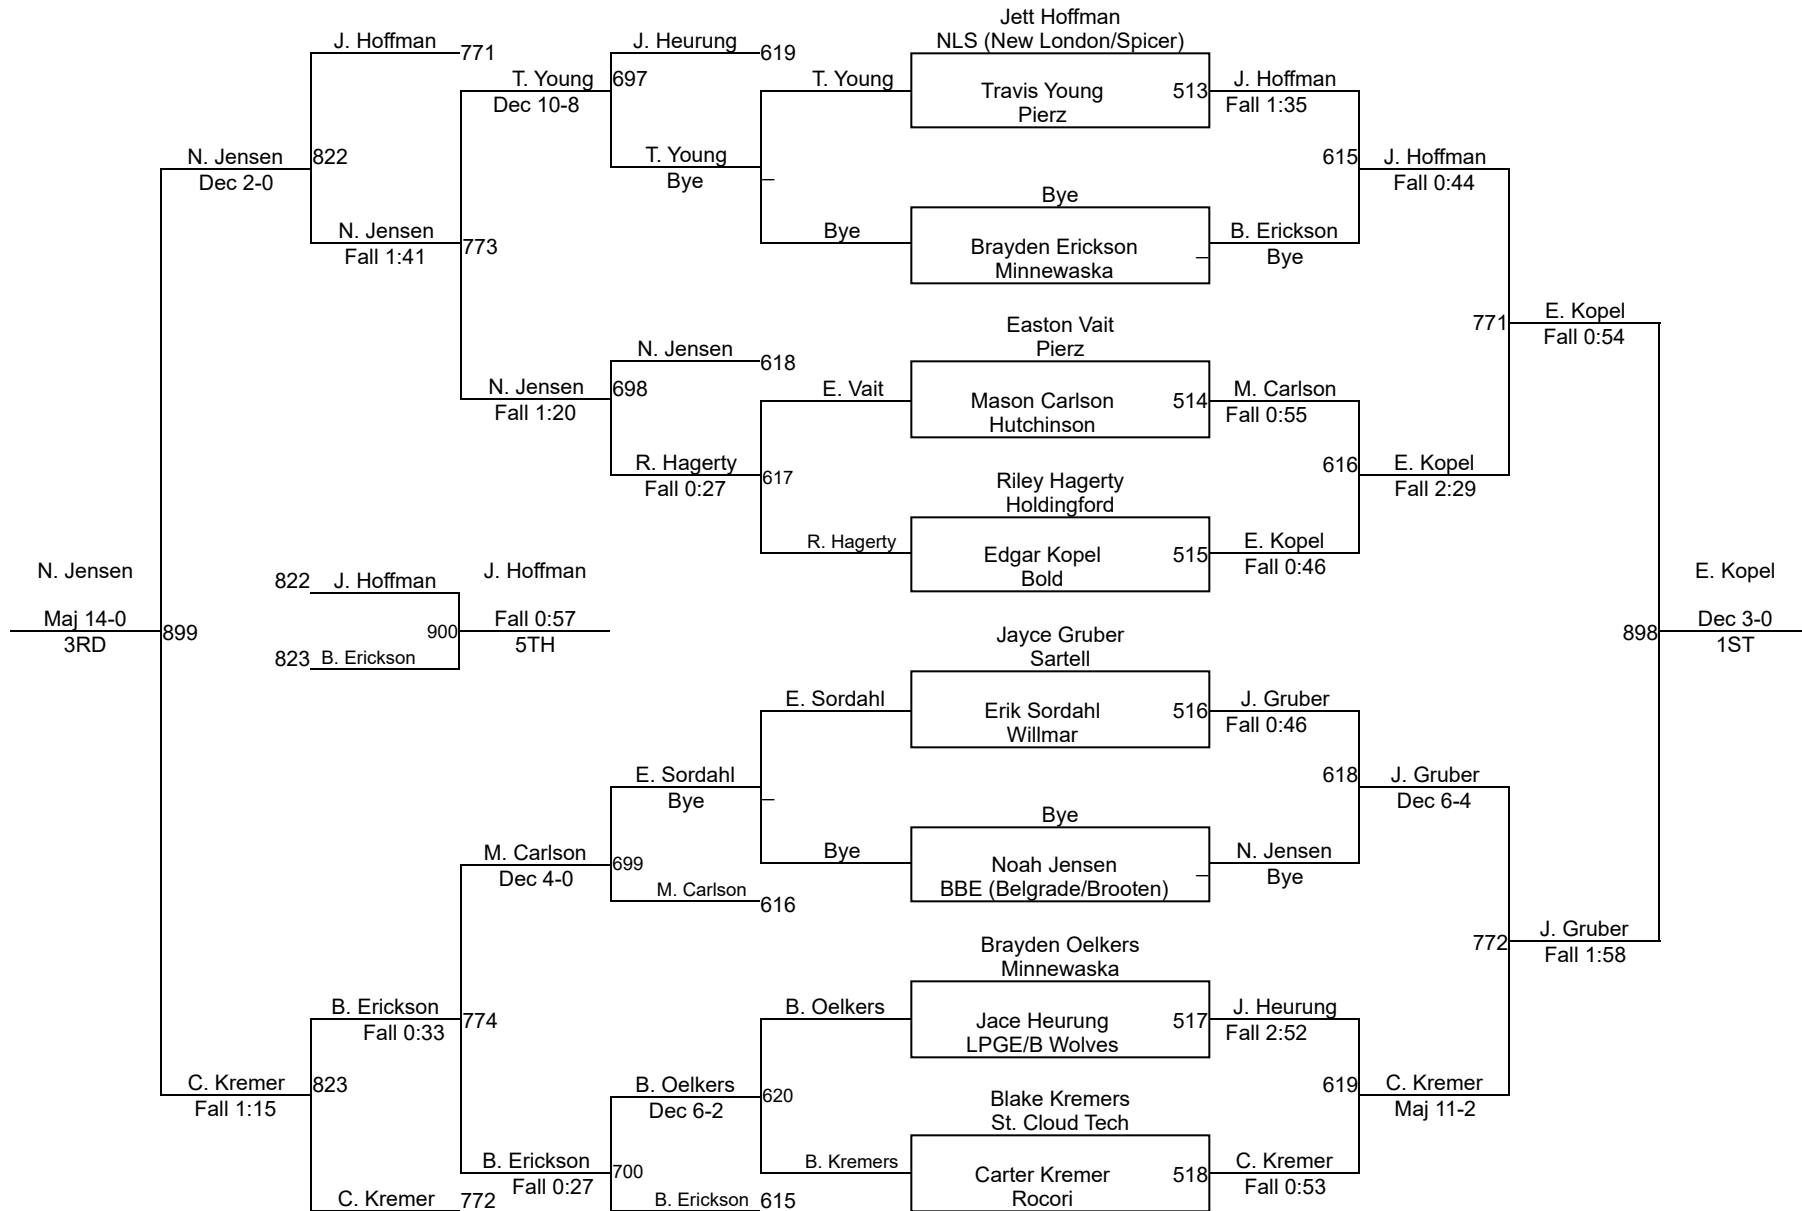 Jett Hoffman
J. Hoffman 771 J. Heurung 619 NLS (New London/Spicer)
T. Young 697 T. Young J. Hoffman
Dec 10-8 Travis Young 513 Fall 1:35
Pierz
N. Jensen 822 T. Young 615 J. Hoffman
Dec 2-0 Bye – Fall 0:44
Bye
N. Jensen 773 Bye Brayden Erickson B. Erickson
Fall 1:41 Minnewaska – Bye
Easton Vait 771 E. Kopel
N. Jensen 618 Pierz Fall 0:54
N. Jensen 698 E. Vait Mason Carlson 514 M. Carlson
Fall 1:20 Hutchinson Fall 0:55
R. Hagerty 617 Riley Hagerty 616 E. Kopel
Fall 0:27 Holdingford Fall 2:29
R. Hagerty Edgar Kopel 515 E. Kopel
Bold Fall 0:46
N. Jensen 822 J. Hoffman J. Hoffman E. Kopel
Maj 14-0 899 900 Fall 0:57 898 Dec 3-0
3RD 823 B. Erickson 5TH 1ST
Jayce Gruber
Sartell
E. Sordahl Erik Sordahl 516 J. Gruber
Willmar Fall 0:46
E. Sordahl 618 J. Gruber
Bye – Dec 6-4
Bye
M. Carlson 699 Bye Noah Jensen N. Jensen
Dec 4-0 M. Carlson 616 BBE (Belgrade/Brooten) – Bye
Brayden Oelkers 772 J. Gruber
Minnewaska Fall 1:58
B. Erickson 774 B. Oelkers Jace Heurung 517 J. Heurung
Fall 0:33 LPGE/B Wolves Fall 2:52
C. Kremer 823 B. Oelkers 620 Blake Kremers 619 C. Kremer
Fall 1:15 Dec 6-2 St. Cloud Tech Maj 11-2
B. Erickson 700 B. Kremers Carter Kremer 518 C. Kremer
Fall 0:27 Rocori Fall 0:53
C. Kremer 772 B. Erickson 615